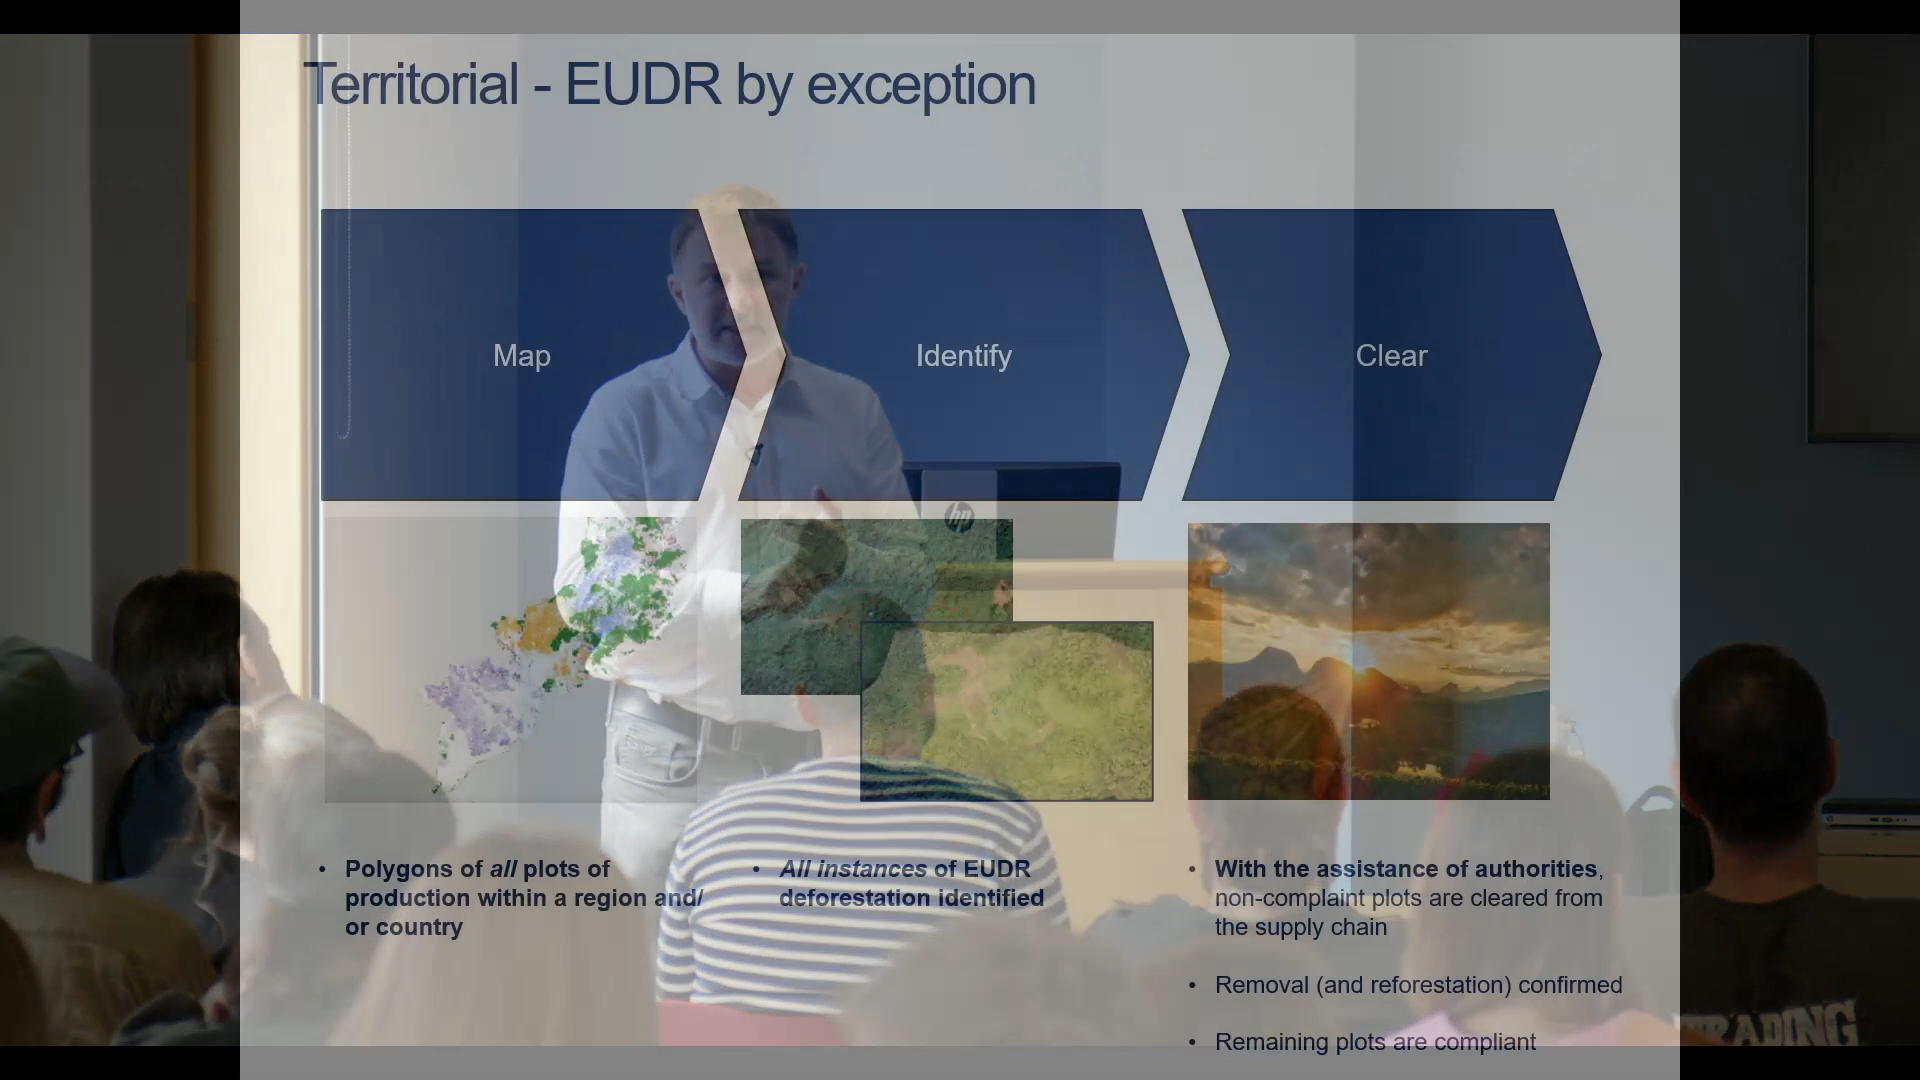 Territorial - EUDR by exception
Map
Identify
Clear
hp
• Polygons of all plots of
production within a region and/
or country
• All instances of EUDR
deforestation identified
• With the assistance of authorities,
non-complaint plots are cleared from
the supply chain
• Removal (and reforestation) confirmed
• Remaining plots are compliant
TRADING